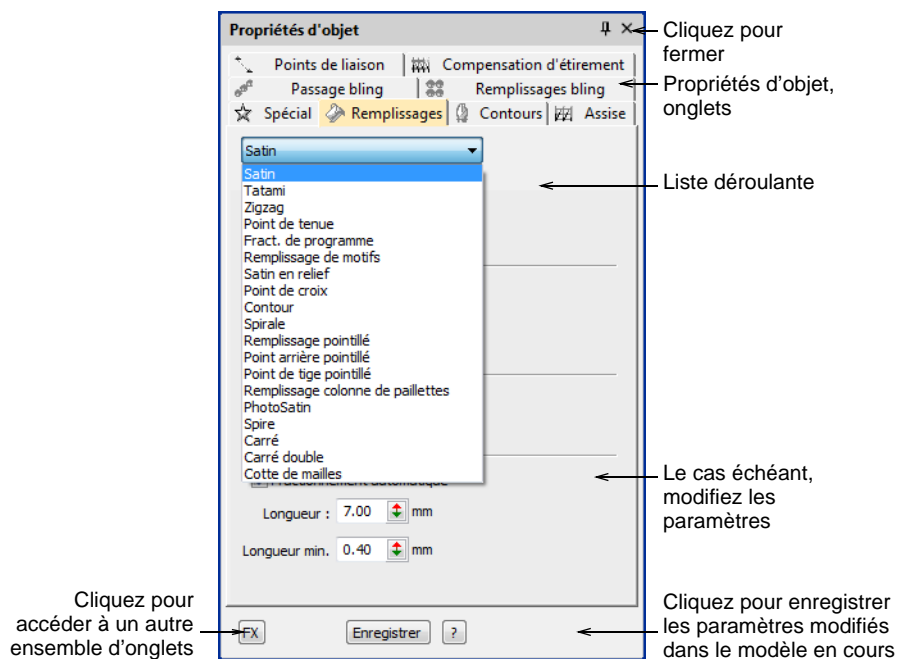 Propriétés d'objet
Cliquez pour
fermer
Points de liaison
Compensation d'étirement
Passage bling
Remplissages bling
Propriétés d’objet,
onglets
Spécial
Remplissages
Contours
Assise
Satin
Liste déroulante
Satin
Tatami
Zigzag
Point de tenue
Fract. de programme
Remplissage de motifs
Satin en relief
Point de croix
Contour
Spirale
Remplissage pointillé
Point arrière pointillé
Point de tige pointillé
Remplissage colonne de paillettes
PhotoSatin
Spire
Carré
Carré double
Cotte de mailles
Fractionnement automatique
Le cas échéant,
modifiez les
paramètres
Longueur : 7.00 mm
Longueur min. 0.40 mm
Cliquez pour
accéder à un autre
ensemble d’onglets
FX
Enregistrer
?
Cliquez pour enregistrer
les paramètres modifiés
dans le modèle en cours